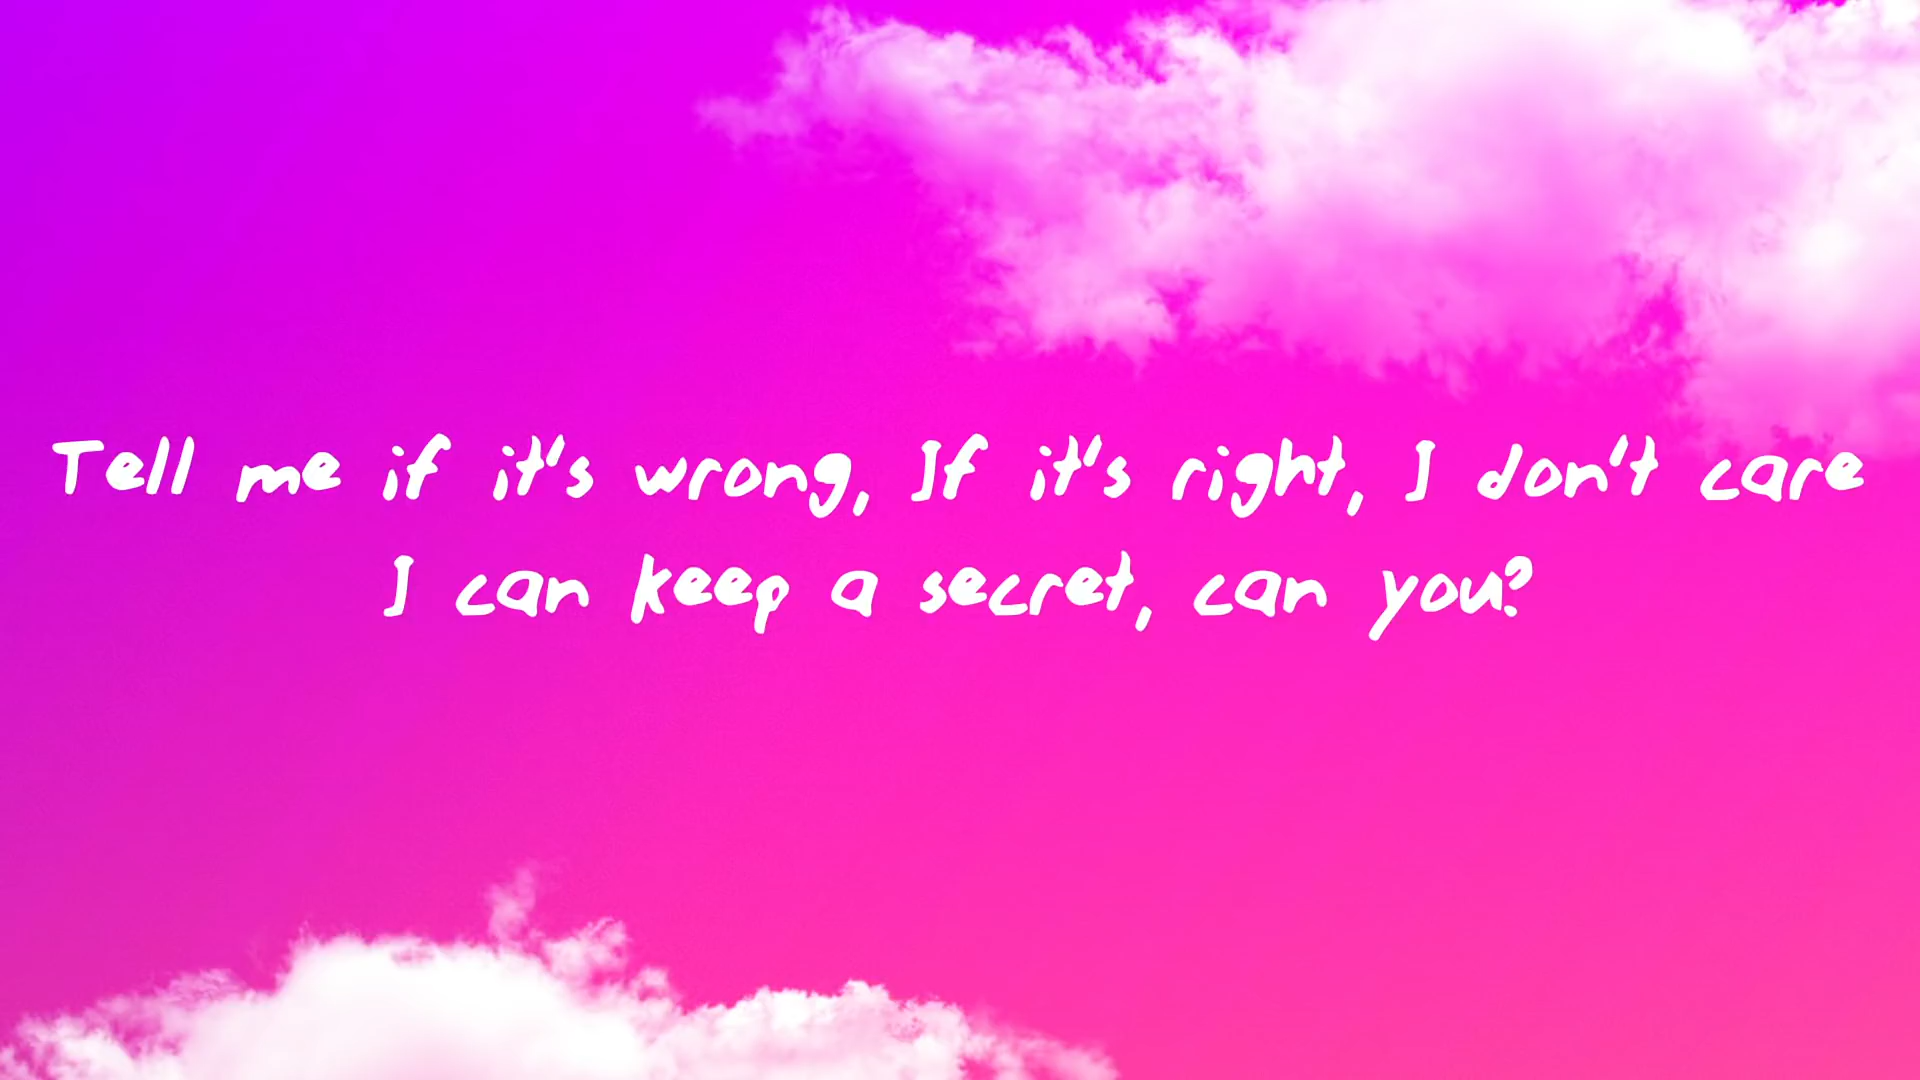 Tell me if it's wrong, If it's right, I don't care
I can keep a secret, can you?